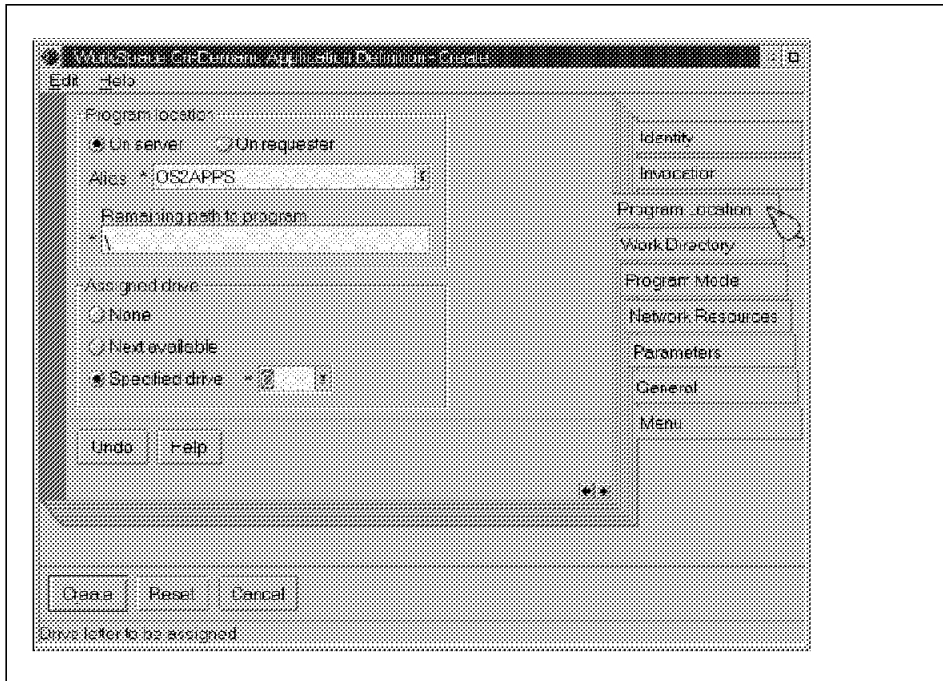 WorkSpace On-Demand Application Definition - Create
Edit Help
Program location
On server On requester
Alias * OS2APPS
Remaining path to program
* \
Assigned drive
None
Next available
Specified drive *
Undo Help
Identity
Invocation
Program Location
Work Directory
Program Mode
Network Resources
Parameters
General
Menu
Create Reset Cancel
Drive letter to be assigned